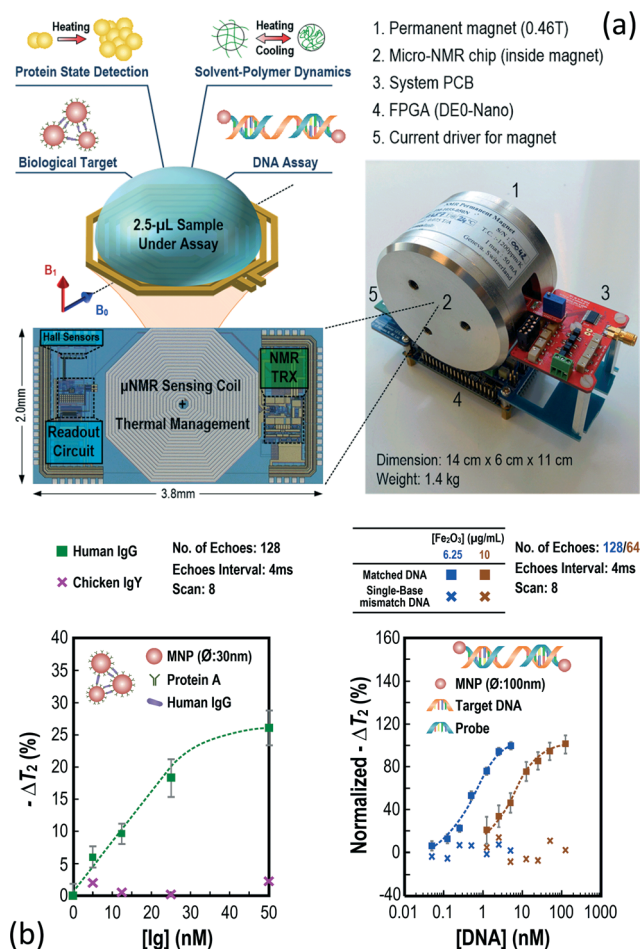 (a)
Heating
Heating
Cooling
Protein State Detection
Solvent-Polymer Dynamics
Biological Target
DNA Assay
2.5-µL Sample
Under Assay
B₁
B₀
Hall Sensors
Readout
Circuit
µNMR Sensing Coil
Thermal Management
NMR
TRX
2.0mm
3.8mm
1. Permanent magnet (0.46T)
2. Micro-NMR chip (inside magnet)
3. System PCB
4. FPGA (DE0-Nano)
5. Current driver for magnet
Permanent Magnet
Geneva, Switzerland
1
2
3
4
5
Dimension: 14 cm x 6 cm x 11 cm
Weight: 1.4 kg
Human IgG
Chicken IgY
No. of Echoes: 128
Echoes Interval: 4ms
Scan: 8
[Fe₂O₃] (µg/mL)
6.25 10
Matched DNA
Single-Base
mismatch DNA
No. of Echoes: 128/64
Echoes Interval: 4ms
Scan: 8
- ΔT₂ (%)
40
35
30
25
20
15
10
5
0
MNP (Ø:30nm)
Protein A
Human IgG
0 10 20 30 40 50
[Ig] (nM)
Normalized - ΔT₂ (%)
160
120
80
40
0
-40
MNP (Ø:100nm)
Target DNA
Probe
0.01 0.1 1 10 100 1000
[DNA] (nM)
(b)